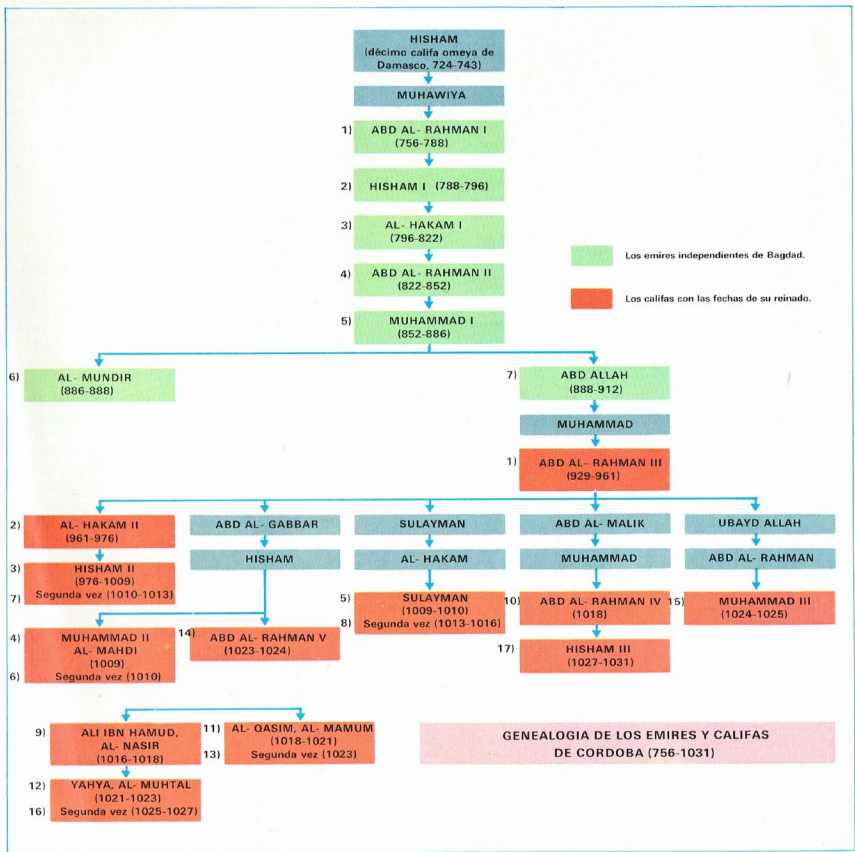 HISHAM
(décimo califa omeya de
Damasco, 724-743)
MUHAWIYA
1) ABD AL- RAHMAN I
(756-788)
2) HISHAM I (788-796)
3) AL- HAKAM I
(796-822)
4) ABD AL- RAHMAN II
(822-852)
5) MUHAMMAD I
(852-886)
Los emires independientes de Bagdad.
Los califas con las fechas de su reinado.
6) AL- MUNDIR
(886-888)
7) ABD ALLAH
(888-912)
MUHAMMAD
1) ABD AL- RAHMAN III
(929-961)
2) AL- HAKAM II
(961-976)
ABD AL- GABBAR
SULAYMAN
ABD AL- MALIK
UBAYD ALLAH
3) HISHAM II
(976-1009)
7) Segunda vez (1010-1013)
HISHAM
AL- HAKAM
MUHAMMAD
ABD AL- RAHMAN
5) SULAYMAN
(1009-1010)
8) Segunda vez (1013-1016)
10) ABD AL- RAHMAN IV
(1018)
15) MUHAMMAD III
(1024-1025)
4) MUHAMMAD II
AL- MAHDI
(1009)
6) Segunda vez (1010)
14) ABD AL- RAHMAN V
(1023-1024)
17) HISHAM III
(1027-1031)
9) ALI IBN HAMUD,
AL- NASIR
(1016-1018)
11) AL- QASIM, AL- MAMUM
(1018-1021)
13) Segunda vez (1023)
12) YAHYA, AL- MUHTAL
(1021-1023)
16) Segunda vez (1025-1027)
GENEALOGIA DE LOS EMIRES Y CALIFAS
DE CORDOBA (756-1031)